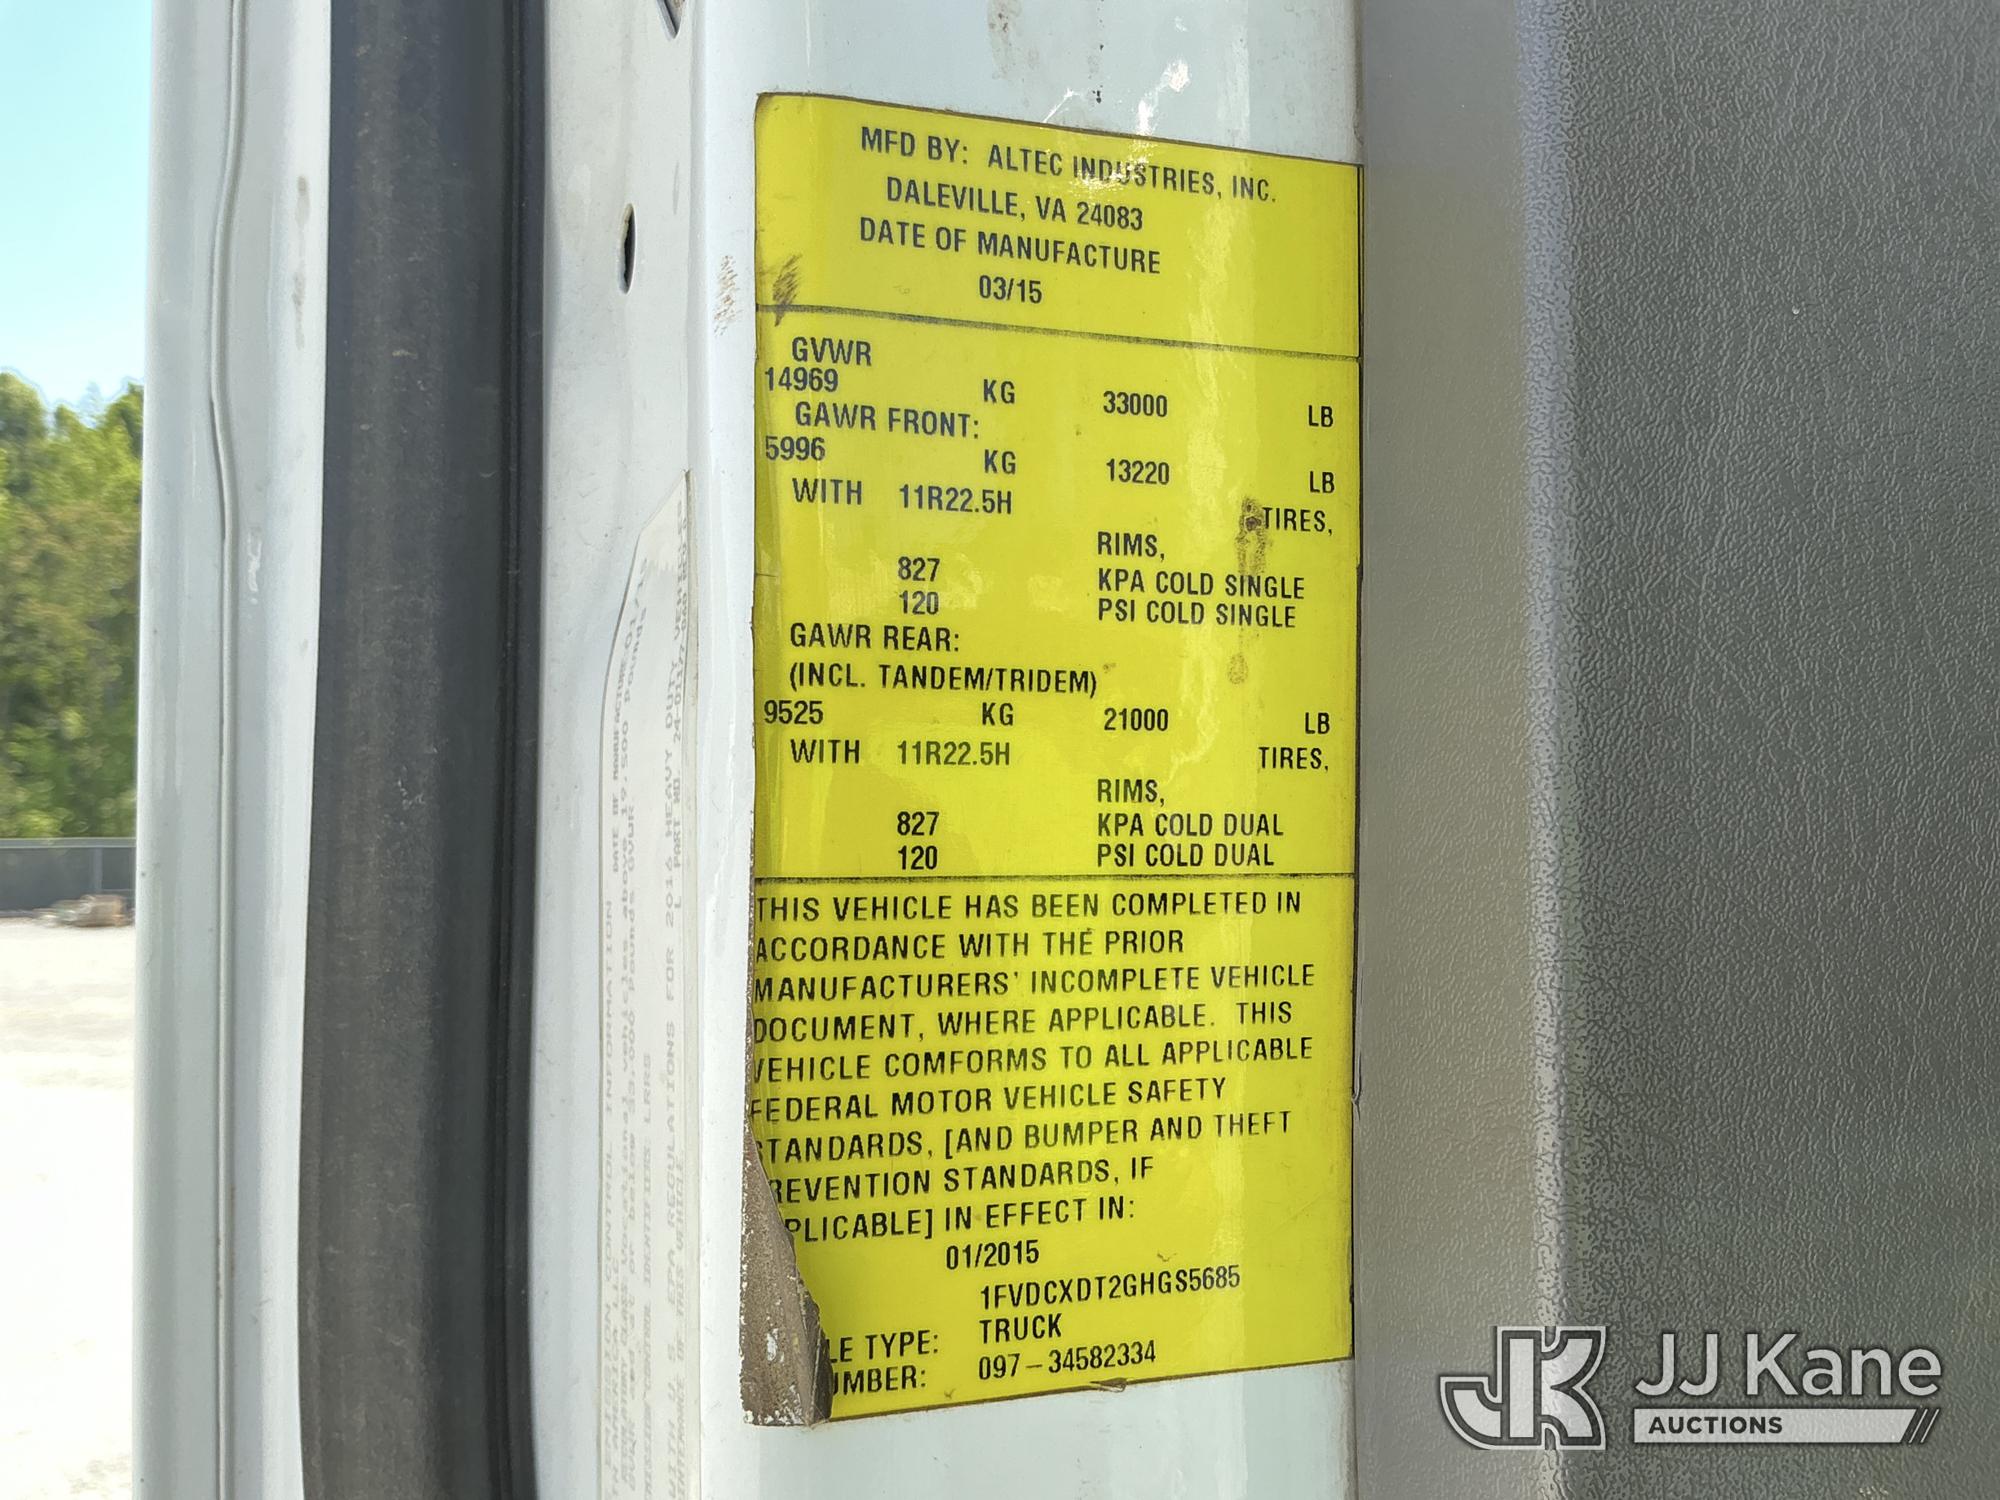 MFD BY: ALTEC INDUSTRIES, INC.
DALEVILLE, VA 24083
DATE OF MANUFACTURE
03/15
GVWR
14969 KG 33000 LB
GAWR FRONT:
5996 KG 13220 LB
WITH 11R22.5H TIRES,
RIMS,
827 KPA COLD SINGLE
120 PSI COLD SINGLE
GAWR REAR:
(INCL. TANDEM/TRIDEM)
9525 KG 21000 LB
WITH 11R22.5H TIRES,
RIMS,
827 KPA COLD DUAL
120 PSI COLD DUAL
THIS VEHICLE HAS BEEN COMPLETED IN
ACCORDANCE WITH THE PRIOR
MANUFACTURERS' INCOMPLETE VEHICLE
DOCUMENT, WHERE APPLICABLE. THIS
VEHICLE COMFORMS TO ALL APPLICABLE
FEDERAL MOTOR VEHICLE SAFETY
STANDARDS, [AND BUMPER AND THEFT
REVENTION STANDARDS, IF
PLICABLE] IN EFFECT IN:
01/2015
1FVDCXDT2GHGS5685
LE TYPE: TRUCK
UMBER: 097-34582334
JJ Kane
AUCTIONS